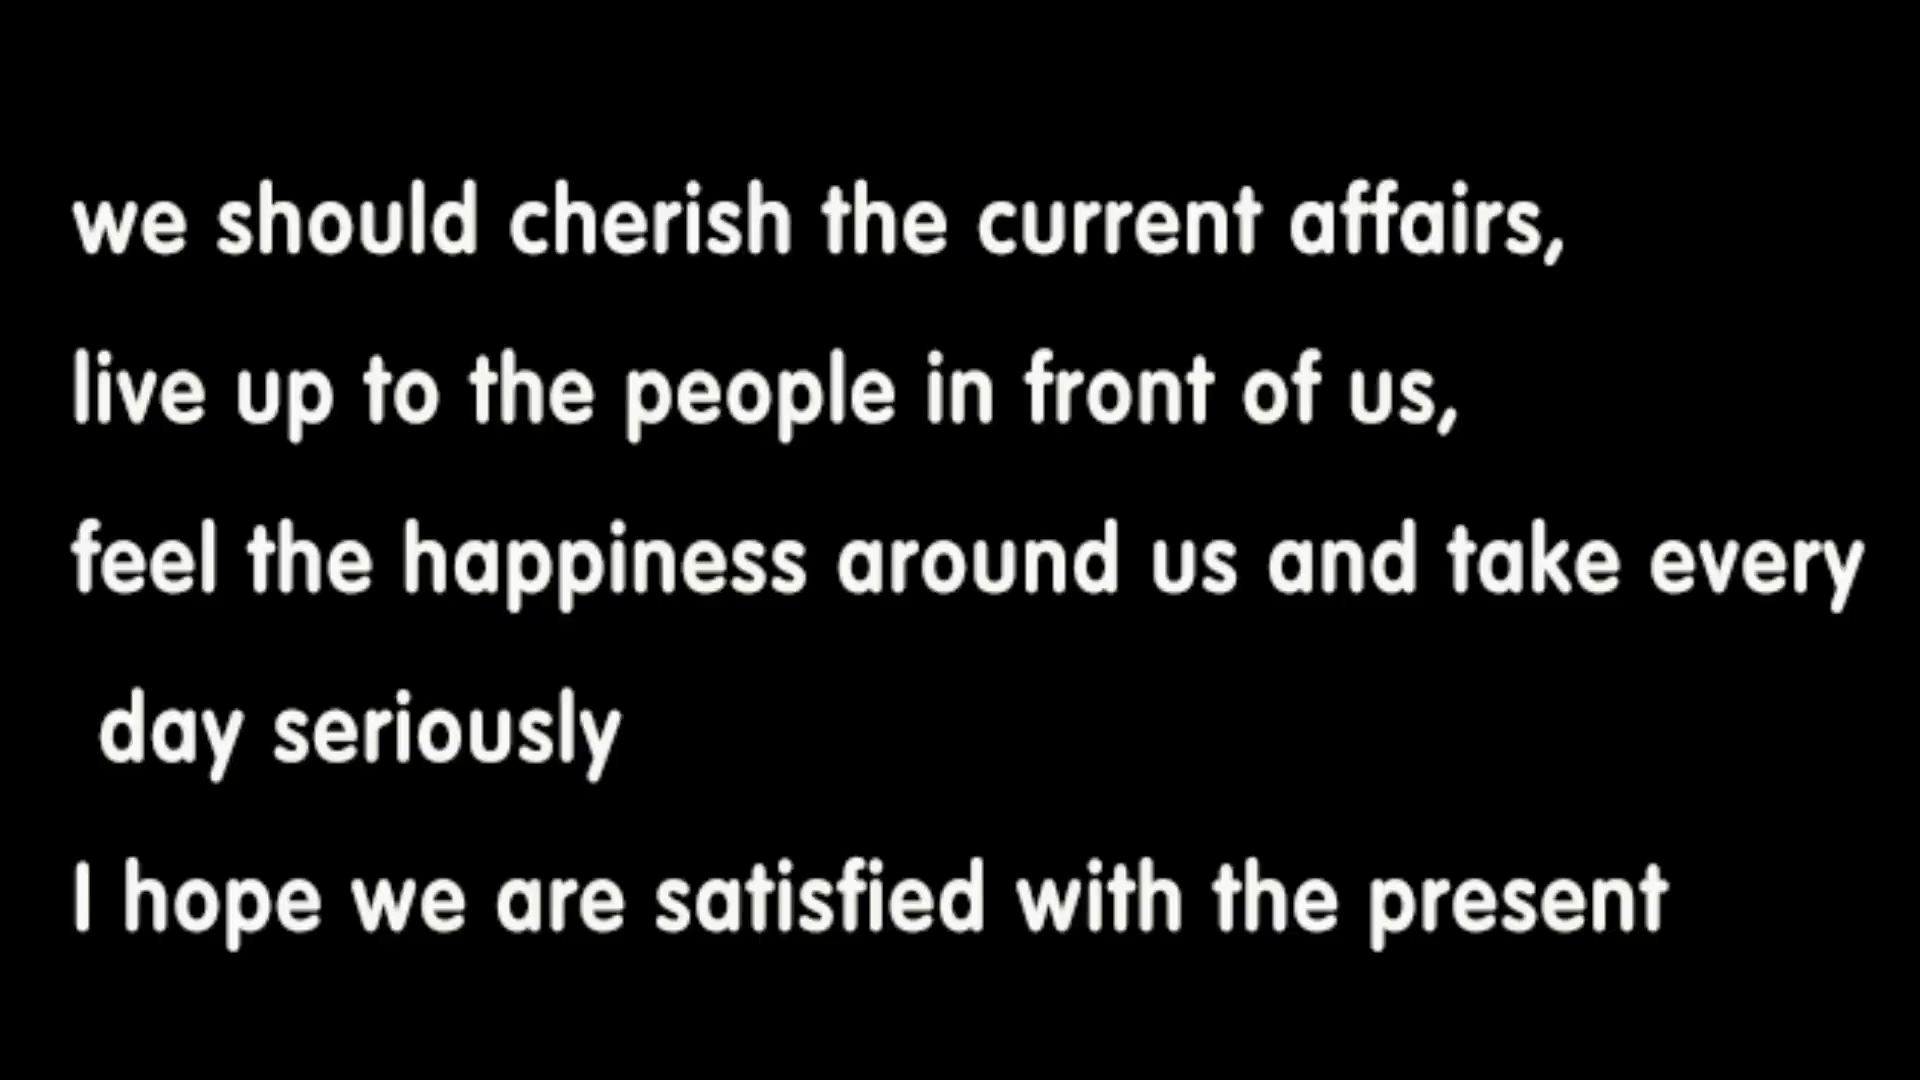 we should cherish the current affairs,
live up to the people in front of us,
feel the happiness around us and take every
day seriously
I hope we are satisfied with the present